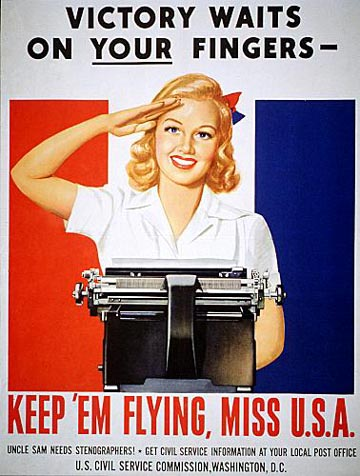 VICTORY WAITS
ON YOUR FINGERS—
KEEP 'EM FLYING, MISS U.S.A.
UNCLE SAM NEEDS STENOGRAPHERS! • GET CIVIL SERVICE INFORMATION AT YOUR LOCAL POST OFFICE
U.S. CIVIL SERVICE COMMISSION, WASHINGTON, D.C.